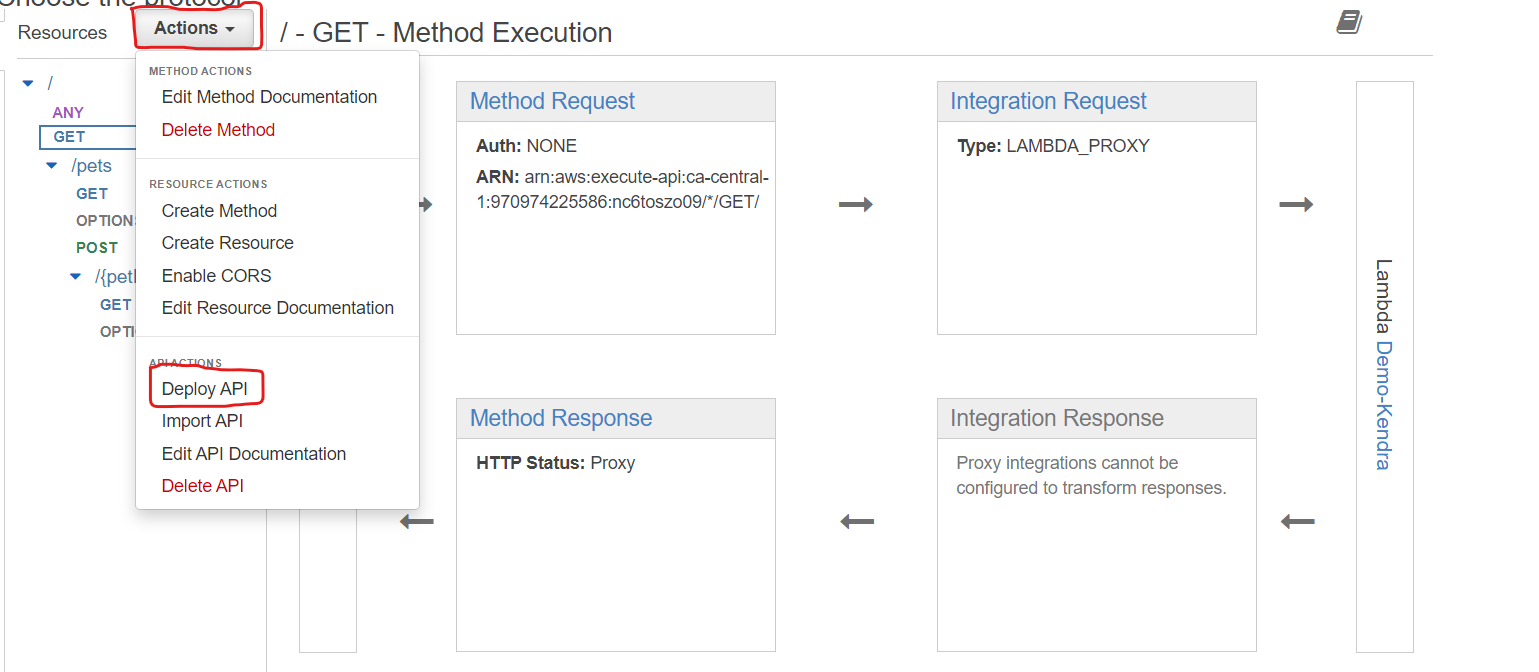 Choose the protocol
Resources
Actions
/ - GET - Method Execution
/
ANY
GET
/pets
GET
OPTION
POST
/{pet
GET
OPTI
METHOD ACTIONS
Edit Method Documentation
Delete Method
RESOURCE ACTIONS
Create Method
Create Resource
Enable CORS
Edit Resource Documentation
API ACTIONS
Deploy API
Import API
Edit API Documentation
Delete API
Method Request
Auth: NONE
ARN: arn:aws:execute-api:ca-central-
1:970974225586:nc6toszo09/*/GET/
Integration Request
Type: LAMBDA_PROXY
Method Response
HTTP Status: Proxy
Integration Response
Proxy integrations cannot be
configured to transform responses.
Lambda Demo-Kendra